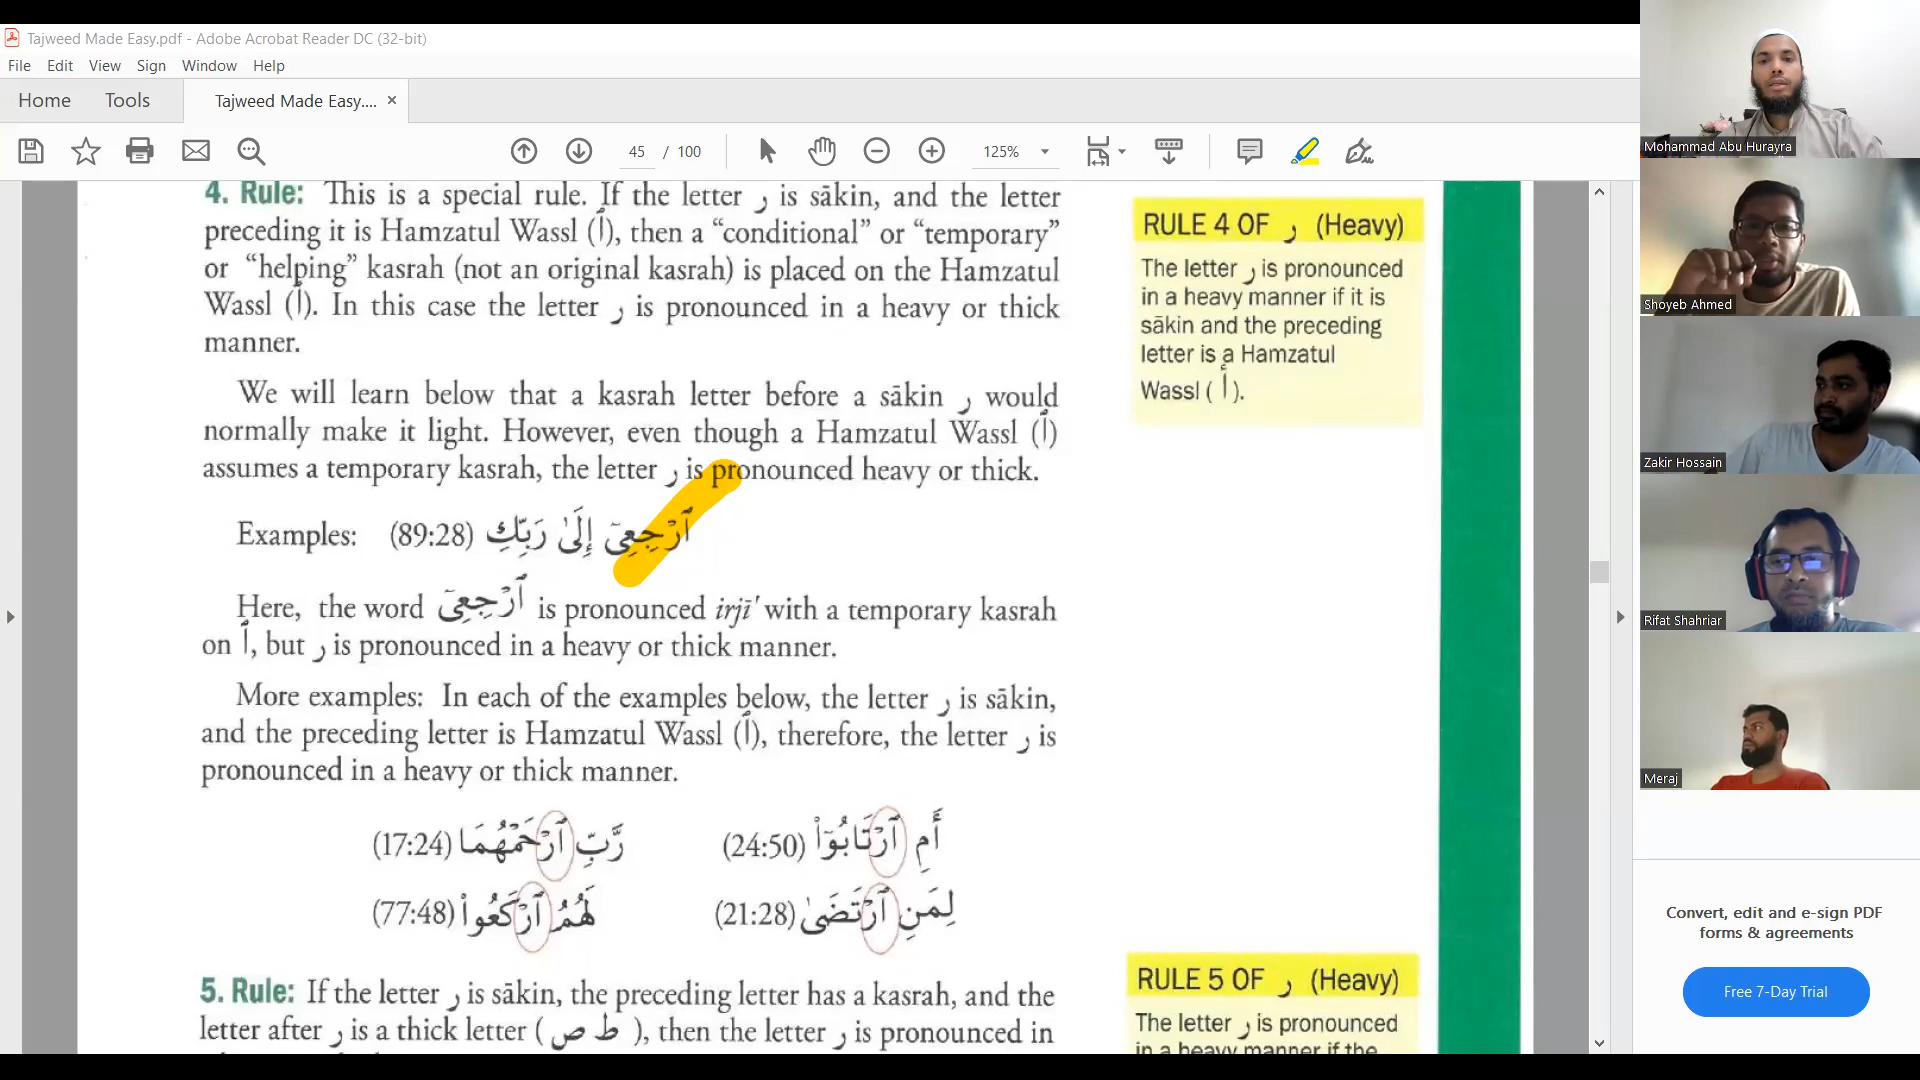 Tajweed Made Easy.pdf - Adobe Acrobat Reader DC (32-bit)
File Edit View Sign Window Help
Home Tools Tajweed Made Easy.... ×
45 / 100 125%
4. Rule: This is a special rule. If the letter ر is sākin, and the letter
preceding it is Hamzatul Wassl (ٱ), then a “conditional” or “temporary”
or “helping” kasrah (not an original kasrah) is placed on the Hamzatul
Wassl (ٱ). In this case the letter ر is pronounced in a heavy or thick
manner.
We will learn below that a kasrah letter before a sākin ر would
normally make it light. However, even though a Hamzatul Wassl (ٱ)
assumes a temporary kasrah, the letter ر is pronounced heavy or thick.
Examples: (89:28) ٱرْجِعِىٓ إِلَىٰ رَبِّكِ
Here, the word ٱرْجِعِىٓ is pronounced irjī' with a temporary kasrah
on ٱ, but ر is pronounced in a heavy or thick manner.
More examples: In each of the examples below, the letter ر is sākin,
and the preceding letter is Hamzatul Wassl (ٱ), therefore, the letter ر is
pronounced in a heavy or thick manner.
(17:24) رَّبِّ ٱرْحَمْهُمَا (24:50) أَمِ ٱرْتَابُوٓا۟
(77:48) لَهُمُ ٱرْكَعُوا۟ (21:28) لِمَنِ ٱرْتَضَىٰ
5. Rule: If the letter ر is sākin, the preceding letter has a kasrah, and the
letter after ر is a thick letter ( ط ص ), then the letter ر is pronounced in
RULE 4 OF ر (Heavy)
The letter ر is pronounced
in a heavy manner if it is
sākin and the preceding
letter is a Hamzatul
Wassl ( أ ).
RULE 5 OF ر (Heavy)
The letter ر is pronounced
in a heavy manner if the
Mohammad Abu Hurayra
Shoyeb Ahmed
Zakir Hossain
Rifat Shahriar
Meraj
Convert, edit and e-sign PDF
forms & agreements
Free 7-Day Trial